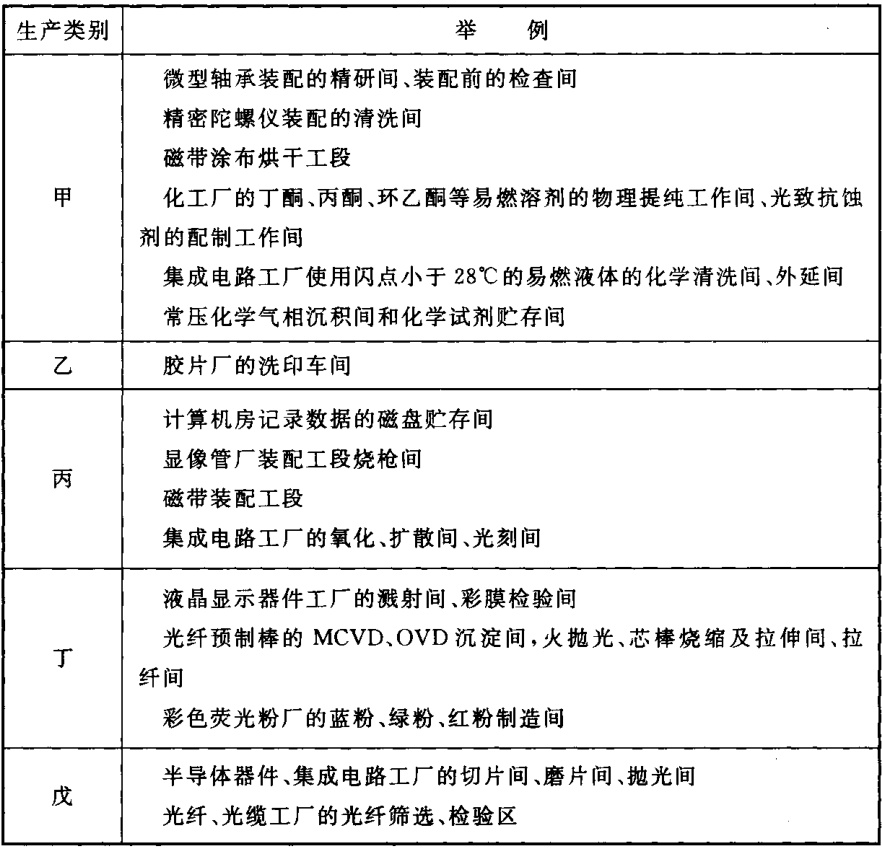 生产类别 举 例
甲
微型轴承装配的精研间、装配前的检查间
精密陀螺仪装配的清洗间
磁带涂布烘干工段
化工厂的丁酮、丙酮、环乙酮等易燃溶剂的物理提纯工作间、光致抗蚀
剂的配制工作间
集成电路工厂使用闪点小于28℃的易燃液体的化学清洗间、外延间
常压化学气相沉积间和化学试剂贮存间
乙
胶片厂的洗印车间
丙
计算机房记录数据的磁盘贮存间
显像管厂装配工段烧枪间
磁带装配工段
集成电路工厂的氧化、扩散间、光刻间
丁
液晶显示器件工厂的溅射间、彩膜检验间
光纤预制棒的MCVD、OVD沉淀间,火抛光、芯棒烧缩及拉伸间、拉
纤间
彩色荧光粉厂的蓝粉、绿粉、红粉制造间
戊
半导体器件、集成电路工厂的切片间、磨片间、抛光间
光纤、光缆工厂的光纤筛选、检验区